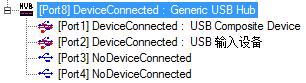 HUB
[Port8] DeviceConnected : Generic USB Hub
[Port1] DeviceConnected : USB Composite Device
[Port2] DeviceConnected : USB 输入设备
[Port3] NoDeviceConnected
[Port4] NoDeviceConnected